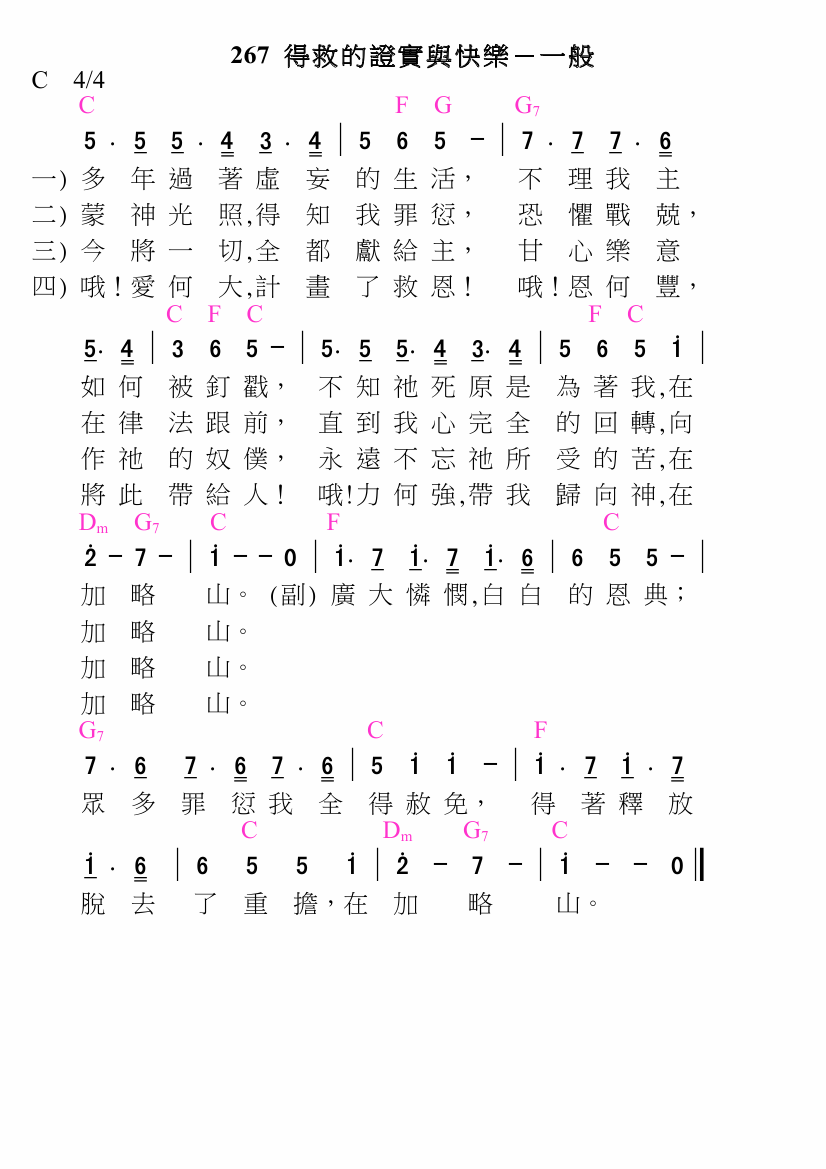 267 得救的證實與快樂－一般
C 4/4
C F G G7
5 · 5 5 · 4 3 · 4 | 5 6 5 － | 7 · 7 7 · 6
一) 多 年 過 著 虛 妄 的 生 活， 不 理 我 主
二) 蒙 神 光 照,得 知 我 罪 愆， 恐 懼 戰 兢，
三) 今 將 一 切,全 都 獻 給 主， 甘 心 樂 意
四) 哦！愛 何 大,計 畫 了 救 恩！ 哦！恩 何 豐，
C F C F C
5· 4 | 3 6 5 － | 5· 5 5· 4 3· 4 | 5 6 5 i |
如 何 被 釘 戳， 不 知 祂 死 原 是 為 著 我,在
在 律 法 跟 前， 直 到 我 心 完 全 的 回 轉,向
作 祂 的 奴 僕， 永 遠 不 忘 祂 所 受 的 苦,在
將 此 帶 給 人！ 哦!力 何 強,帶 我 歸 向 神,在
Dm G7 C F C
2̇ － 7 － | i － － 0 | i· 7 i· 7 i· 6 | 6 5 5 － |
加 略 山。 (副) 廣 大 憐 憫,白 白 的 恩 典；
加 略 山。
加 略 山。
加 略 山。
G7 C F
7 · 6 7 · 6 7 · 6 | 5 i i － | i · 7 i · 7
眾 多 罪 愆 我 全 得 赦 免， 得 著 釋 放
C Dm G7 C
i · 6 | 6 5 5 i | 2̇ － 7 － | i － － 0 ‖
脫 去 了 重 擔，在 加 略 山。